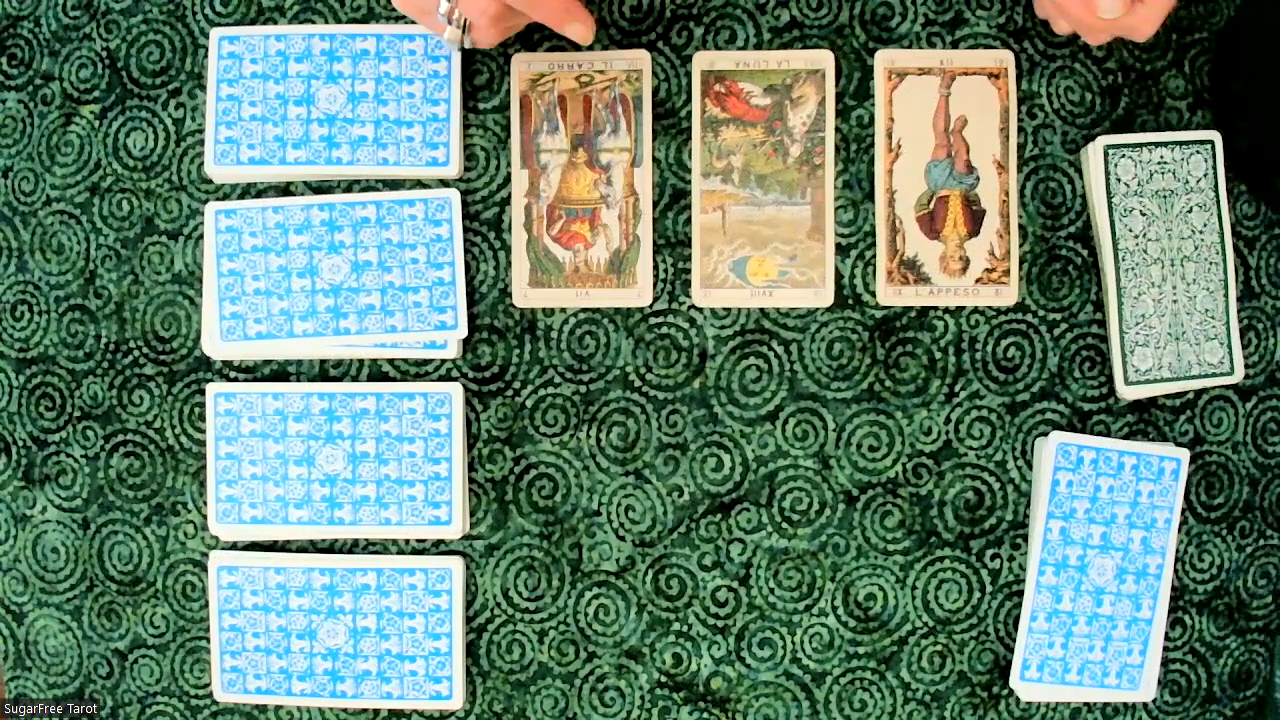 IL CARRO
VII
LA LUNA
XVIII
XII
L'APPESO
SugarFree Tarot